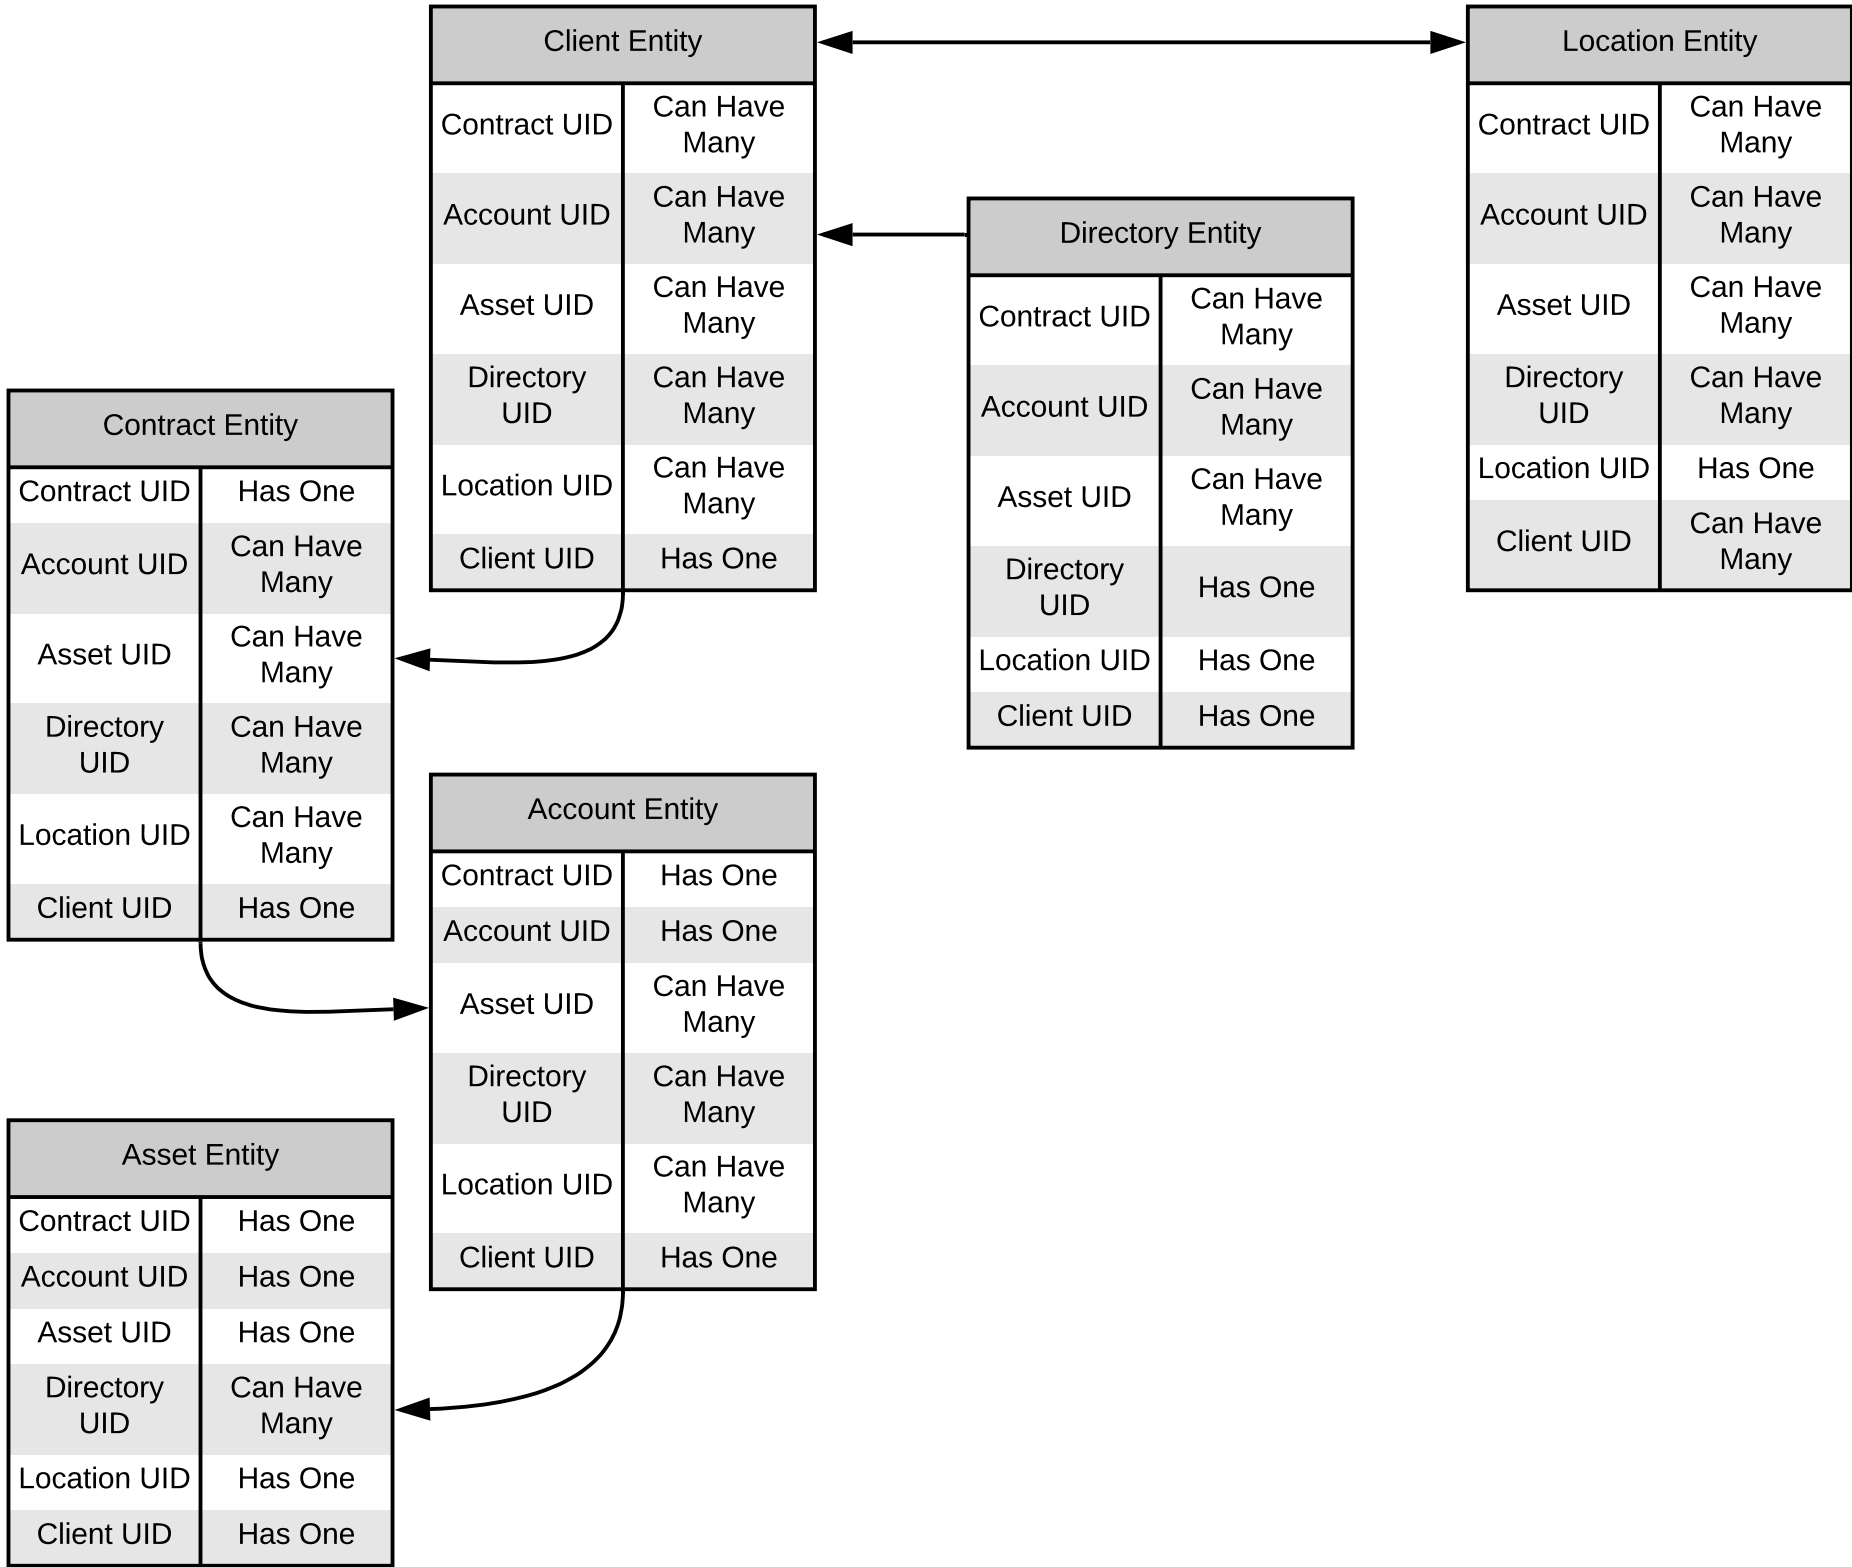 Client Entity
Contract UID
Can Have
Many
Account UID
Can Have
Many
Asset UID
Can Have
Many
Directory
UID
Can Have
Many
Location UID
Can Have
Many
Client UID
Has One
Location Entity
Contract UID
Can Have
Many
Account UID
Can Have
Many
Asset UID
Can Have
Many
Directory
UID
Can Have
Many
Location UID
Has One
Client UID
Can Have
Many
Directory Entity
Contract UID
Can Have
Many
Account UID
Can Have
Many
Asset UID
Can Have
Many
Directory
UID
Has One
Location UID
Has One
Client UID
Has One
Contract Entity
Contract UID
Has One
Account UID
Can Have
Many
Asset UID
Can Have
Many
Directory
UID
Can Have
Many
Location UID
Can Have
Many
Client UID
Has One
Account Entity
Contract UID
Has One
Account UID
Has One
Asset UID
Can Have
Many
Directory
UID
Can Have
Many
Location UID
Can Have
Many
Client UID
Has One
Asset Entity
Contract UID
Has One
Account UID
Has One
Asset UID
Has One
Directory
UID
Can Have
Many
Location UID
Has One
Client UID
Has One